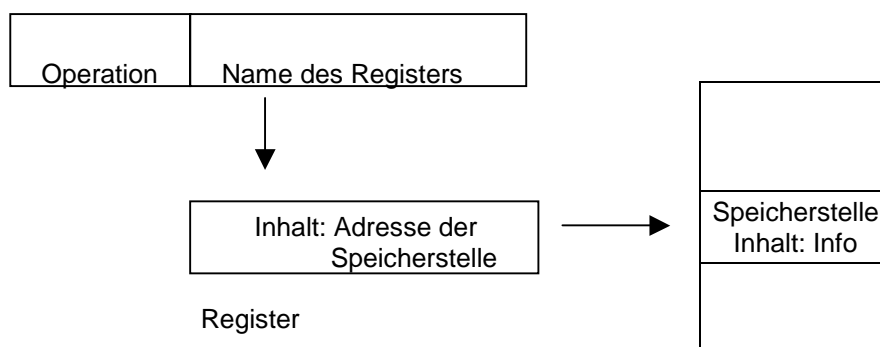 Operation
Name des Registers
Inhalt: Adresse der
Speicherstelle
Speicherstelle
Inhalt: Info
Register